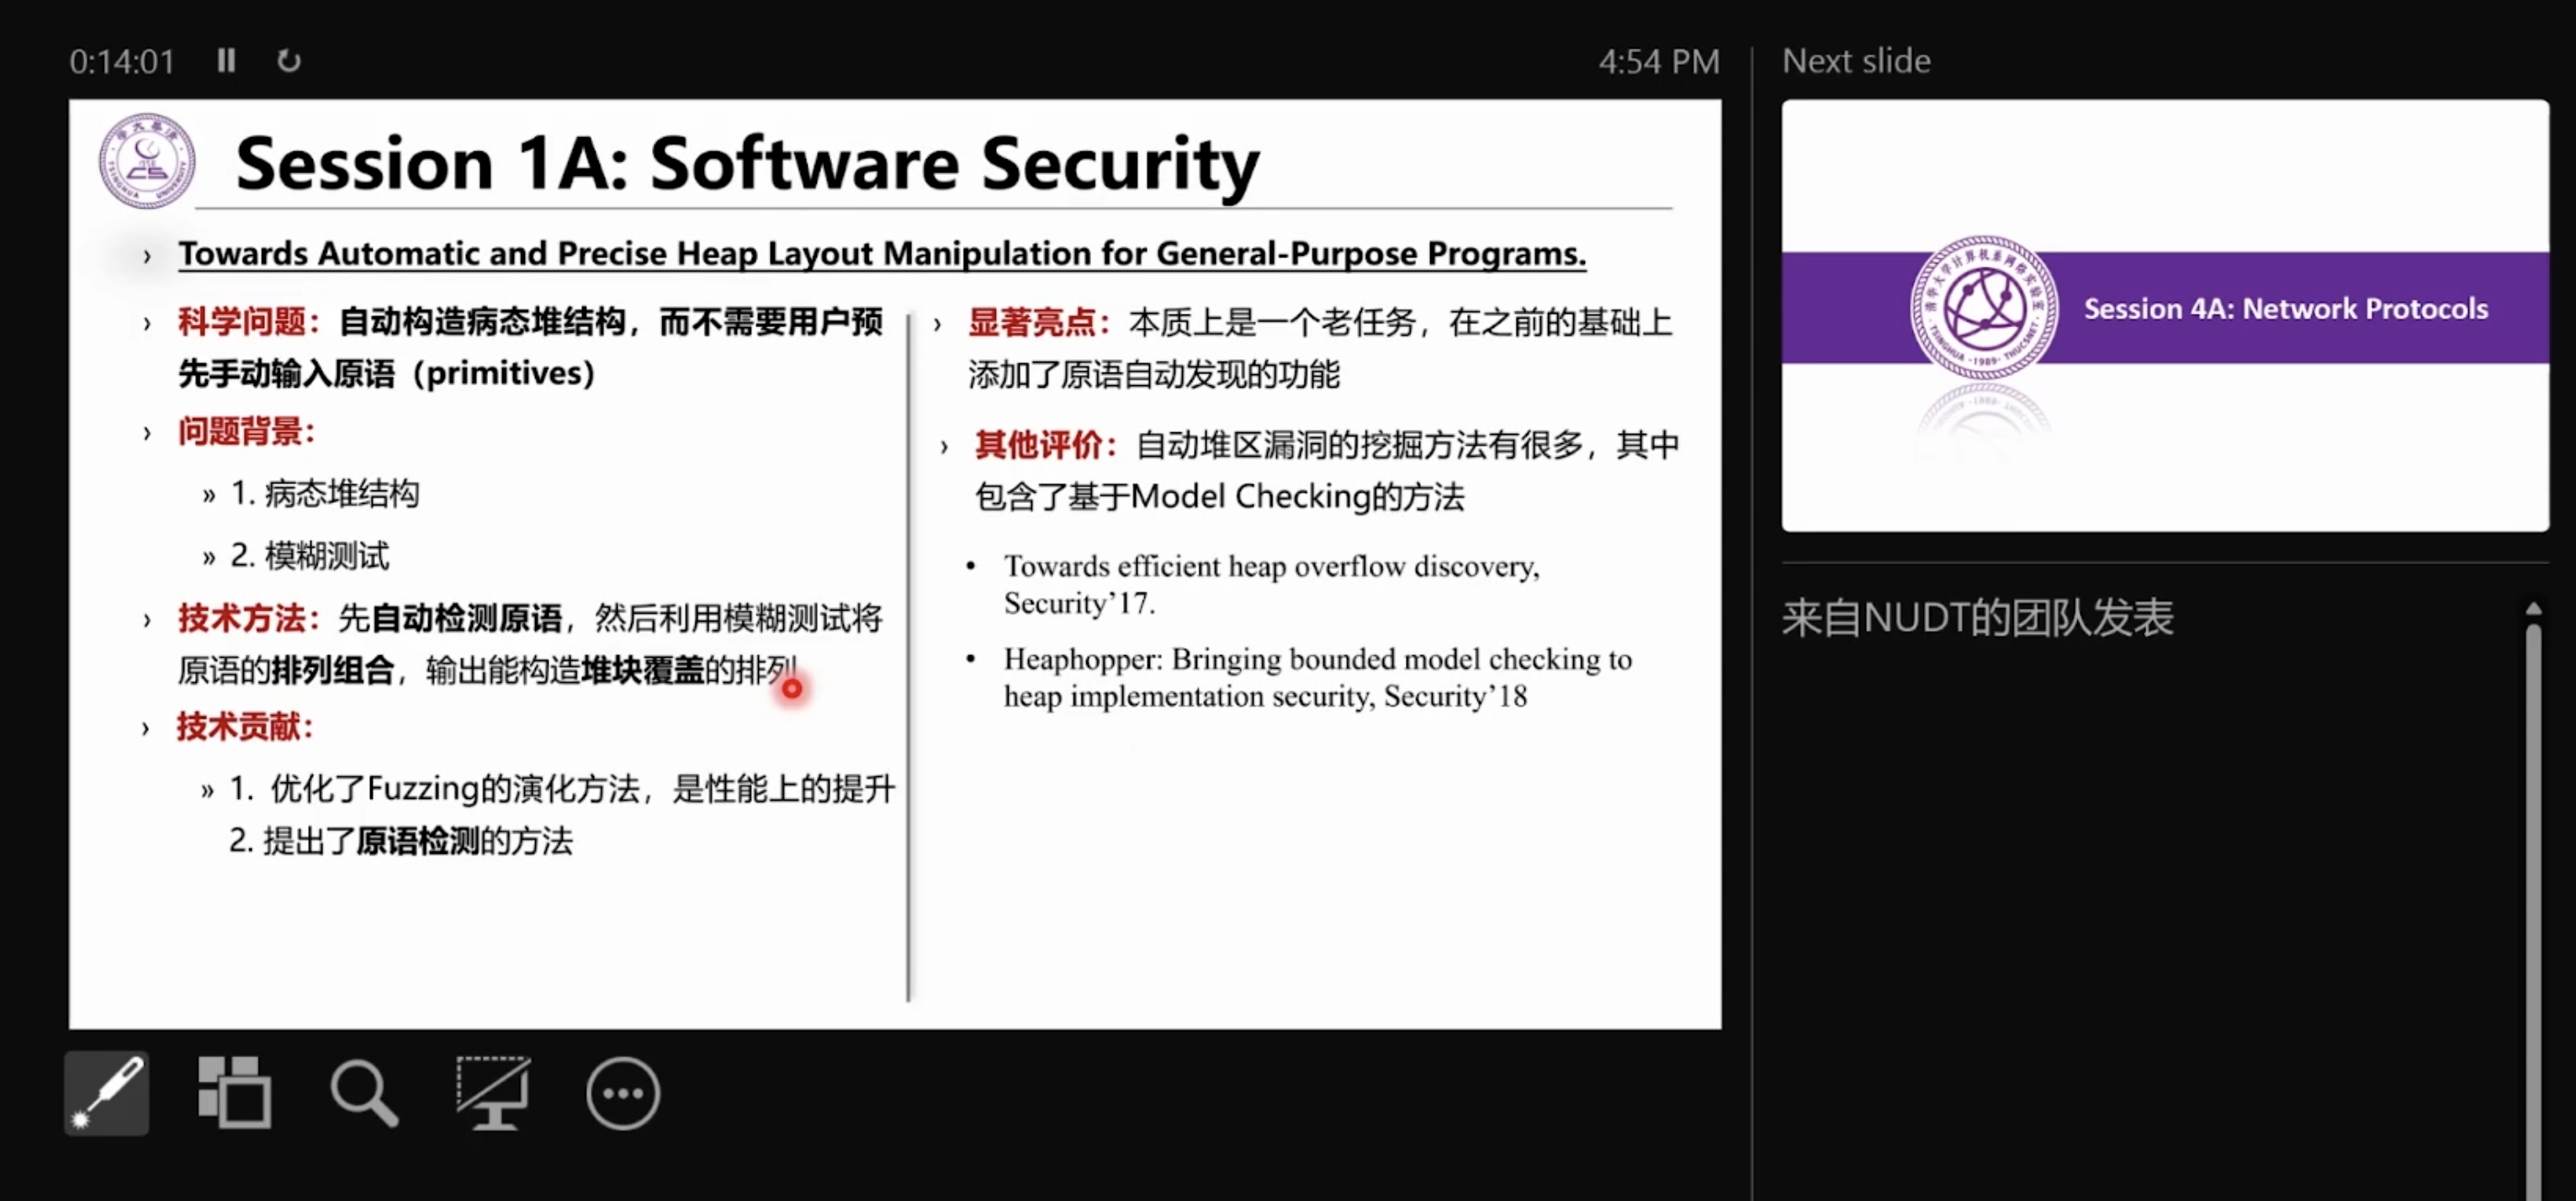 0:14:01
4:54 PM
Next slide
Session 1A: Software Security
› Towards Automatic and Precise Heap Layout Manipulation for General-Purpose Programs.
› 科学问题：自动构造病态堆结构，而不需要用户预
先手动输入原语（primitives）
› 问题背景：
» 1. 病态堆结构
» 2. 模糊测试
› 技术方法：先自动检测原语，然后利用模糊测试将
原语的排列组合，输出能构造堆块覆盖的排列
› 技术贡献：
» 1. 优化了Fuzzing的演化方法，是性能上的提升
2. 提出了原语检测的方法
› 显著亮点：本质上是一个老任务，在之前的基础上
添加了原语自动发现的功能
› 其他评价：自动堆区漏洞的挖掘方法有很多，其中
包含了基于Model Checking的方法
• Towards efficient heap overflow discovery,
Security’17.
• Heaphopper: Bringing bounded model checking to
heap implementation security, Security’18
Session 4A: Network Protocols
来自NUDT的团队发表